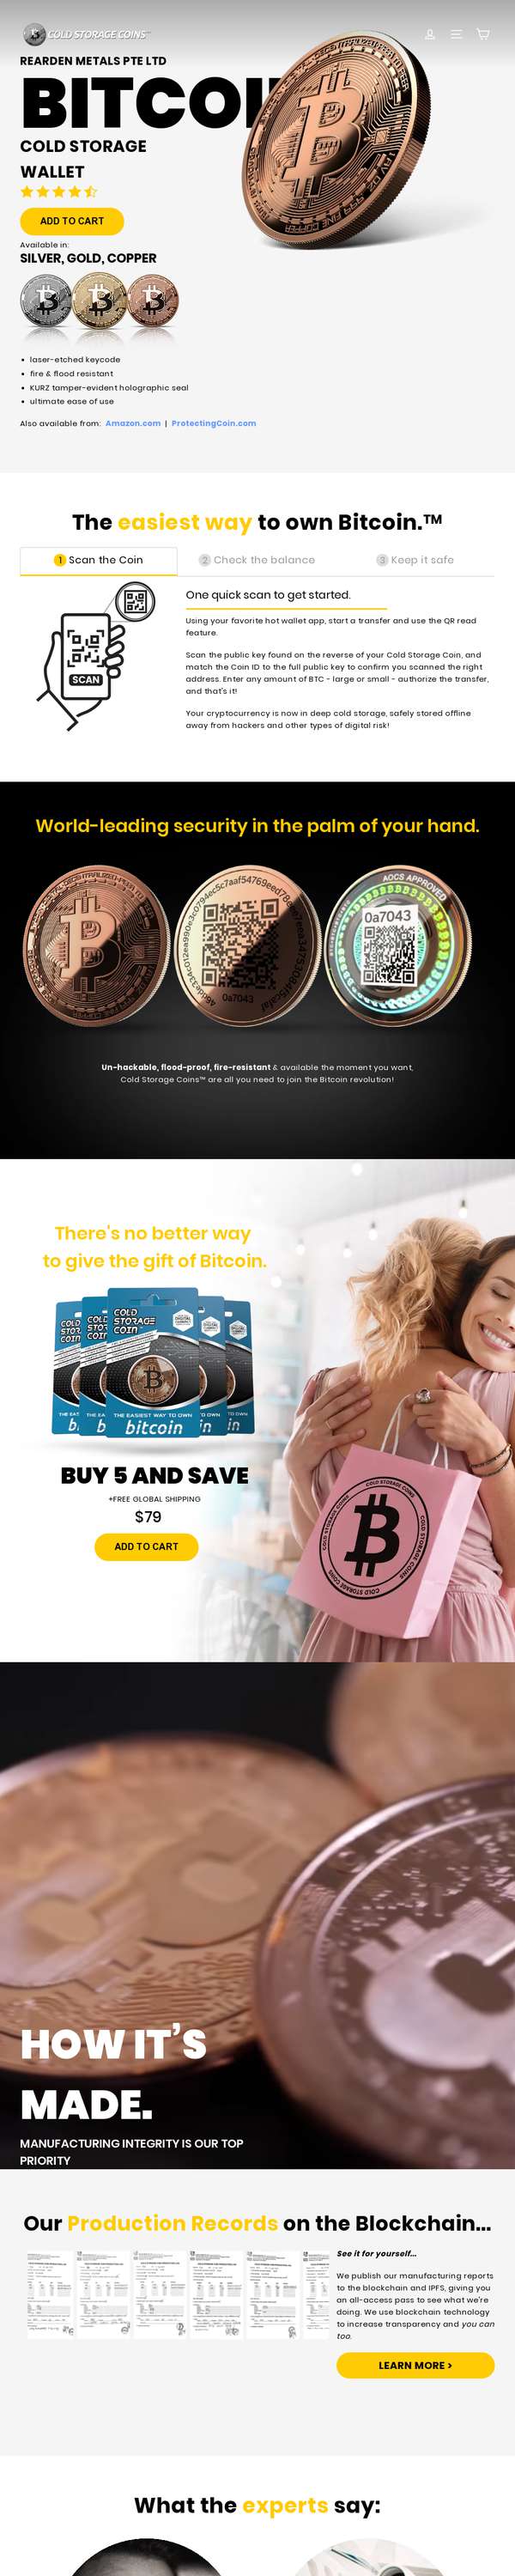 COLD STORAGE COINS
REARDEN METALS PTE LTD
BITCOI
COLD STORAGE
WALLET
ADD TO CART
Available in:
SILVER, GOLD, COPPER
laser-etched keycode
fire & flood resistant
KURZ tamper-evident holographic seal
ultimate ease of use
Also available from: Amazon.com | ProtectingCoin.com
The easiest way to own Bitcoin.™
1 Scan the Coin
2 Check the balance
3 Keep it safe
SCAN
One quick scan to get started.
Using your favorite hot wallet app, start a transfer and use the QR read
feature.
Scan the public key found on the reverse of your Cold Storage Coin, and
match the Coin ID to the full public key to confirm you scanned the right
address. Enter any amount of BTC - large or small - authorize the transfer,
and that's it!
Your cryptocurrency is now in deep cold storage, safely stored offline
away from hackers and other types of digital risk!
World-leading security in the palm of your hand.
0a7043
AOCS APPROVED
0a7043
Un-hackable, flood-proof, fire-resistant & available the moment you want,
Cold Storage Coins™ are all you need to join the Bitcoin revolution!
There's no better way
to give the gift of Bitcoin.
COLD
STORAGE
COIN
THE EASIEST WAY TO OWN
bitcoin
BUY 5 AND SAVE
+FREE GLOBAL SHIPPING
$79
ADD TO CART
COLD STORAGE COINS
HOW IT'S
MADE.
MANUFACTURING INTEGRITY IS OUR TOP
PRIORITY
Our Production Records on the Blockchain...
See it for yourself...
We publish our manufacturing reports
to the blockchain and IPFS, giving you
an all-access pass to see what we're
doing. We use blockchain technology
to increase transparency and you can
too.
LEARN MORE >
What the experts say: